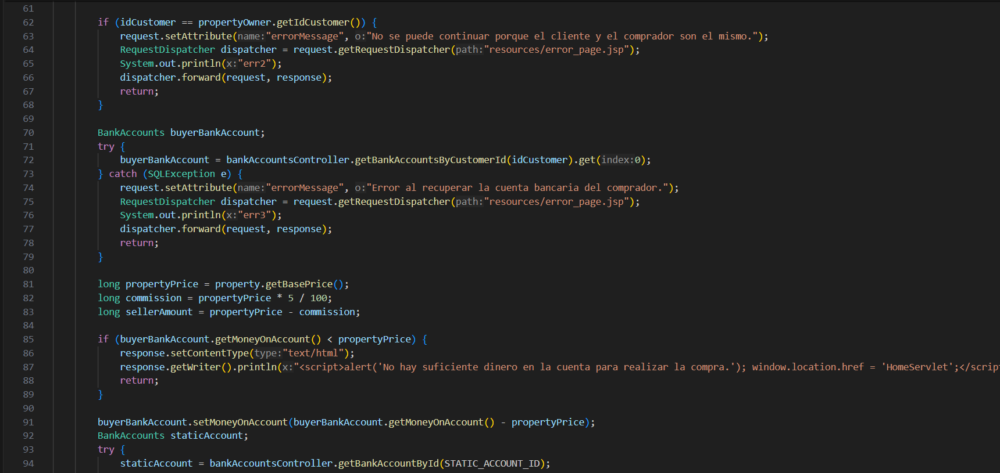 61
62 if (idCustomer == propertyOwner.getIdCustomer()) {
63 request.setAttribute(name:"errorMessage", o:"No se puede continuar porque el cliente y el comprador son el mismo.");
64 RequestDispatcher dispatcher = request.getRequestDispatcher(path:"resources/error_page.jsp");
65 System.out.println(x:"err2");
66 dispatcher.forward(request, response);
67 return;
68 }
69
70 BankAccounts buyerBankAccount;
71 try {
72 buyerBankAccount = bankAccountsController.getBankAccountsByCustomerId(idCustomer).get(index:0);
73 } catch (SQLException e) {
74 request.setAttribute(name:"errorMessage", o:"Error al recuperar la cuenta bancaria del comprador.");
75 RequestDispatcher dispatcher = request.getRequestDispatcher(path:"resources/error_page.jsp");
76 System.out.println(x:"err3");
77 dispatcher.forward(request, response);
78 return;
79 }
80
81 long propertyPrice = property.getBasePrice();
82 long commission = propertyPrice * 5 / 100;
83 long sellerAmount = propertyPrice - commission;
84
85 if (buyerBankAccount.getMoneyOnAccount() < propertyPrice) {
86 response.setContentType(type:"text/html");
87 response.getWriter().println(x:"<script>alert('No hay suficiente dinero en la cuenta para realizar la compra.'); window.location.href = 'HomeServlet';</scrip
88 return;
89 }
90
91 buyerBankAccount.setMoneyOnAccount(buyerBankAccount.getMoneyOnAccount() - propertyPrice);
92 BankAccounts staticAccount;
93 try {
94 staticAccount = bankAccountsController.getBankAccountById(STATIC_ACCOUNT_ID);